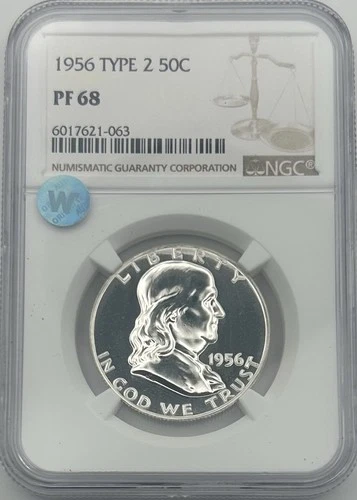 1956 TYPE 2 50C
PF 68
6017621-063
NUMISMATIC GUARANTY CORPORATION
NGC®
W
LIBERTY
1956
IN GOD WE TRUST